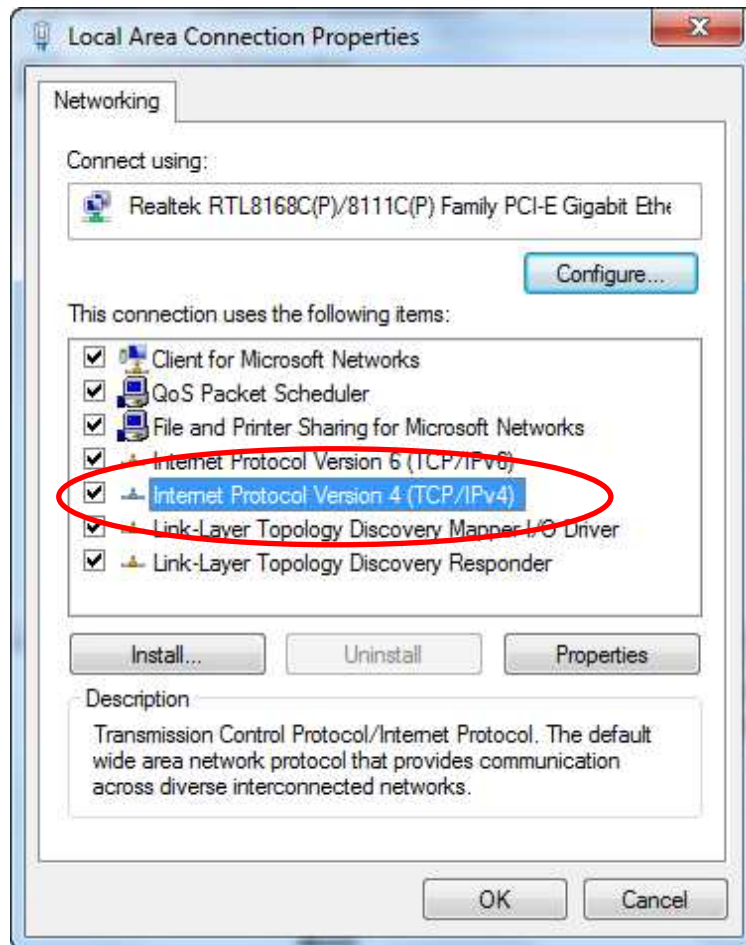 Local Area Connection Properties
Networking
Connect using:
Realtek RTL8168C(P)/8111C(P) Family PCI-E Gigabit Ethe
Configure...
This connection uses the following items:
Client for Microsoft Networks
QoS Packet Scheduler
File and Printer Sharing for Microsoft Networks
Internet Protocol Version 6 (TCP/IPv6)
Internet Protocol Version 4 (TCP/IPv4)
Link-Layer Topology Discovery Mapper I/O Driver
Link-Layer Topology Discovery Responder
Install...
Uninstall
Properties
Description
Transmission Control Protocol/Internet Protocol. The default
wide area network protocol that provides communication
across diverse interconnected networks.
OK
Cancel